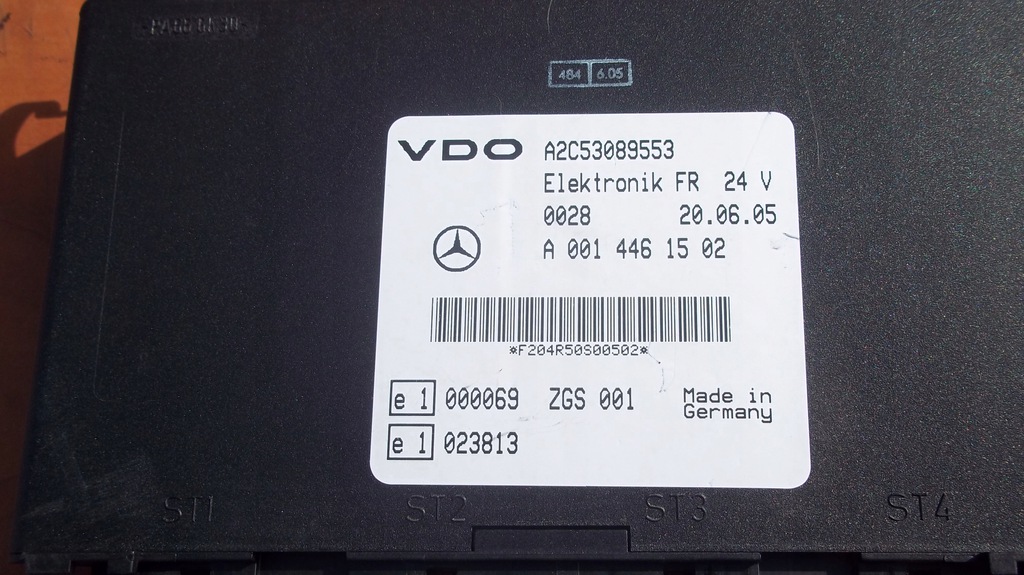 484 6.05
VDO A2C53089553
Elektronik FR 24 V
0028 20.06.05
A 001 446 15 02
*F204R50S00502*
e 1 000069 ZGS 001 Made in
Germany
e 1 023813
ST1 ST2 ST3 ST4